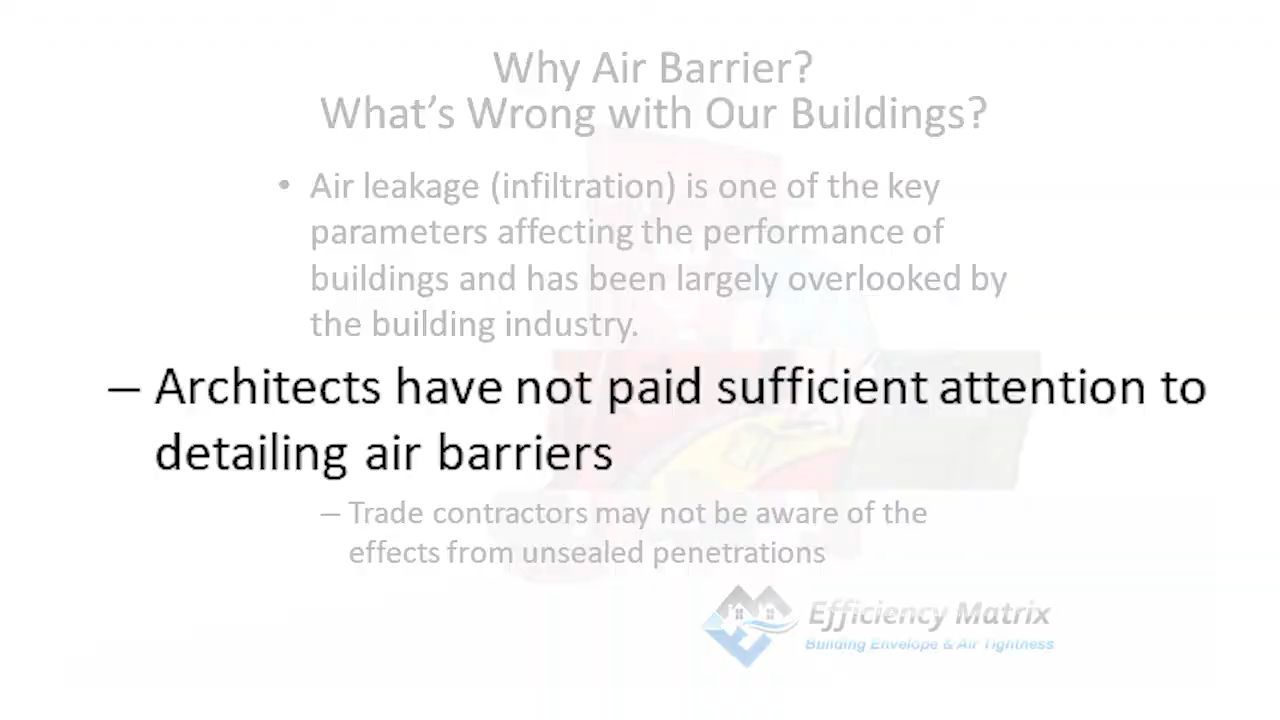 Why Air Barrier?
What's Wrong with Our Buildings?
• Air leakage (infiltration) is one of the key
parameters affecting the performance of
buildings and has been largely overlooked by
the building industry.
– Architects have not paid sufficient attention to
detailing air barriers
– Trade contractors may not be aware of the
effects from unsealed penetrations
Efficiency Matrix
Building Envelope & Air Tightness